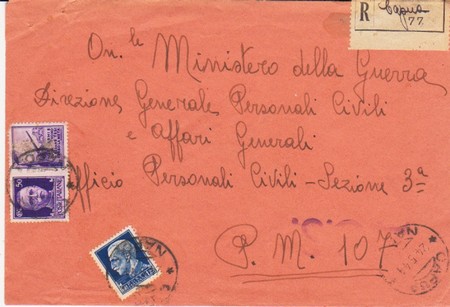 R Capua
77
On.le Ministero della Guerra
Direzione Generale Personali Civili
e Affari Generali
Ufficio Personali Civili - Sezione 3ª
P. M. 107
50